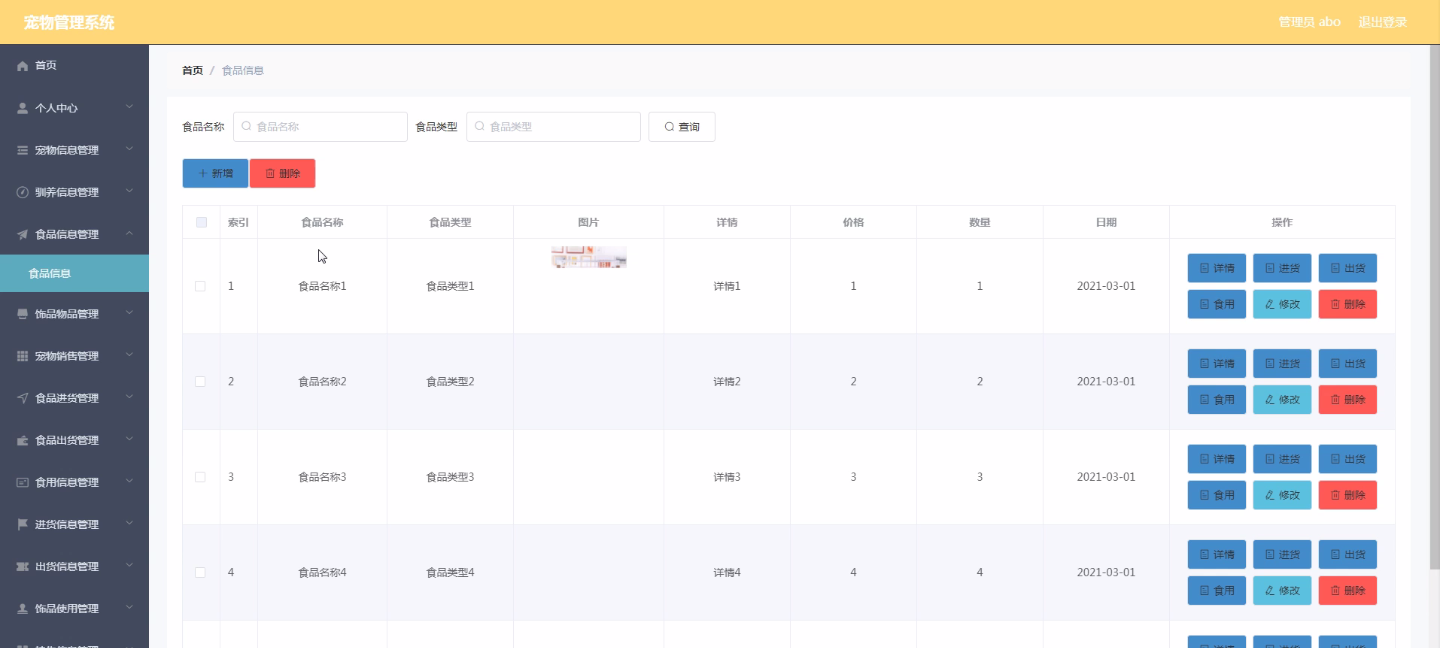 宠物管理系统
管理员 abo 退出登录
首页
个人中心
宠物信息管理
驯养信息管理
食品信息管理
食品信息
饰品物品管理
宠物销售管理
食品进货管理
食品出货管理
食用信息管理
进货信息管理
出货信息管理
饰品使用管理
首页 / 食品信息
食品名称 食品名称 食品类型 食品类型 查询
新增 删除
索引 食品名称 食品类型 图片 详情 价格 数量 日期 操作
1 食品名称1 食品类型1 详情1 1 1 2021-03-01
详情 进货 出货
食用 修改 删除
2 食品名称2 食品类型2 详情2 2 2 2021-03-01
详情 进货 出货
食用 修改 删除
3 食品名称3 食品类型3 详情3 3 3 2021-03-01
详情 进货 出货
食用 修改 删除
4 食品名称4 食品类型4 详情4 4 4 2021-03-01
详情 进货 出货
食用 修改 删除